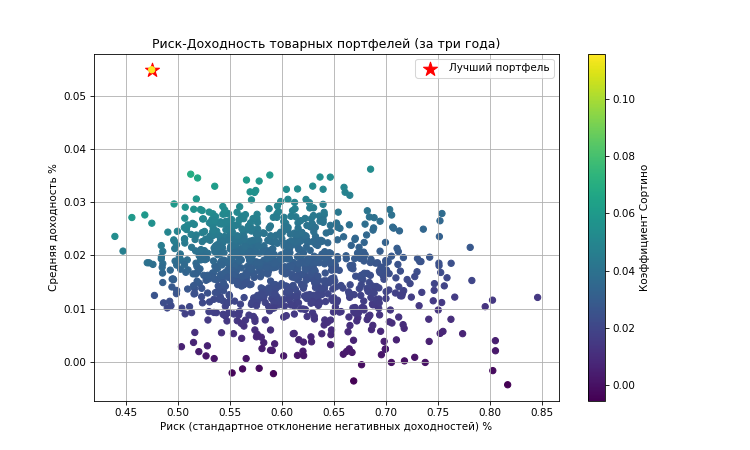 Риск-Доходность товарных портфелей (за три года)
Лучший портфель
Средняя доходность %
0.05
0.04
0.03
0.02
0.01
0.00
0.45 0.50 0.55 0.60 0.65 0.70 0.75 0.80 0.85
Риск (стандартное отклонение негативных доходностей) %
0.10
0.08
0.06
0.04
0.02
0.00
Коэффициент Сортино